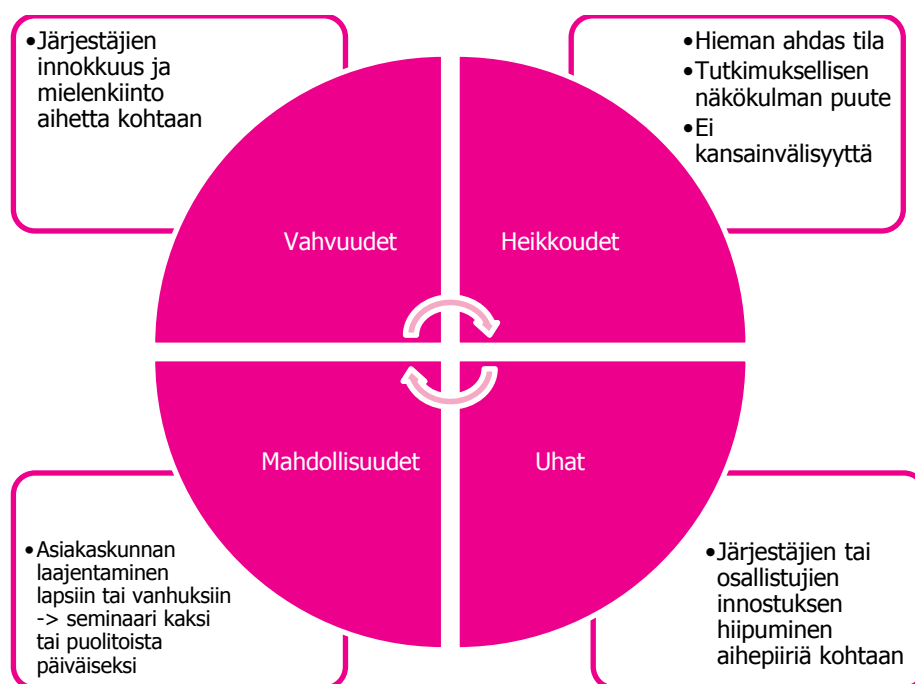 •Järjestäjien
innokkuus ja
mielenkiinto
aihetta kohtaan
•Hieman ahdas tila
•Tutkimuksellisen
näkökulman puute
•Ei
kansainvälisyyttä
Vahvuudet
Heikkoudet
Mahdollisuudet
Uhat
•Asiakaskunnan
laajentaminen
lapsiin tai vanhuksiin
-> seminaari kaksi
tai puolitoista
päiväiseksi
•Järjestäjien tai
osallistujien
innostuksen
hiipuminen
aihepiiriä kohtaan